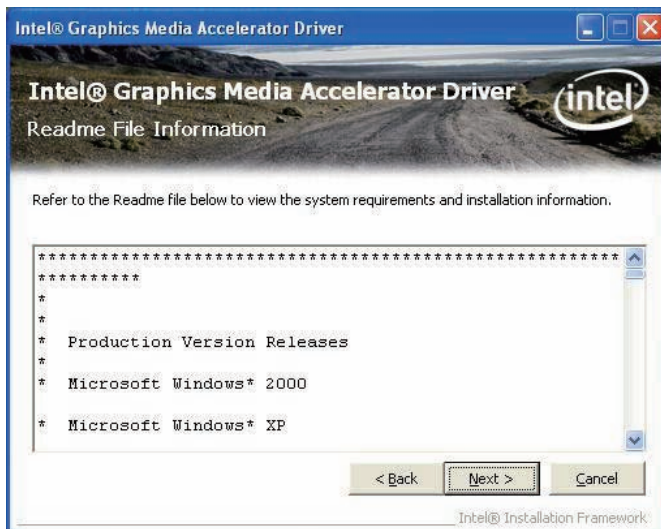 Intel® Graphics Media Accelerator Driver
Intel® Graphics Media Accelerator Driver
Readme File Information
intel
Refer to the Readme file below to view the system requirements and installation information.
********************************************************
**********
*
*
* Production Version Releases
*
* Microsoft Windows* 2000
* Microsoft Windows* XP
< Back
Next >
Cancel
Intel® Installation Framework